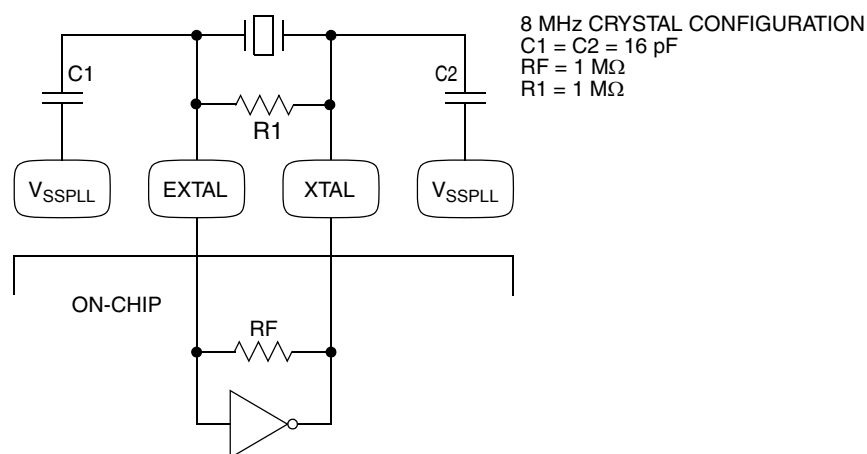 8 MHz CRYSTAL CONFIGURATION
C1 = C2 = 16 pF
RF = 1 MΩ
R1 = 1 MΩ
C1
C2
R1
VSSPLL
EXTAL
XTAL
VSSPLL
ON-CHIP
RF